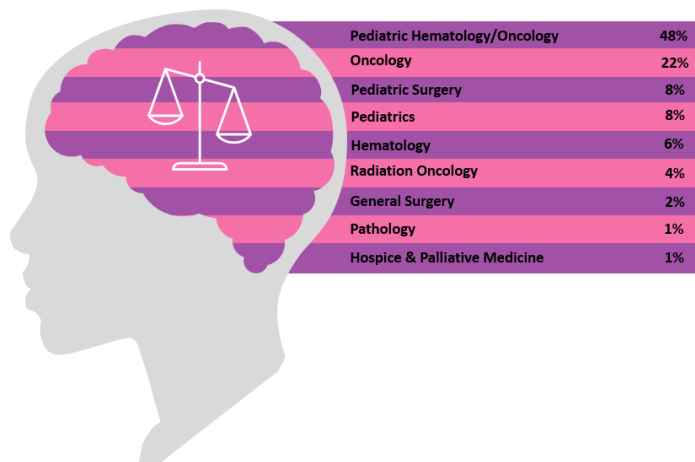 Pediatric Hematology/Oncology 48%
Oncology 22%
Pediatric Surgery 8%
Pediatrics 8%
Hematology 6%
Radiation Oncology 4%
General Surgery 2%
Pathology 1%
Hospice & Palliative Medicine 1%